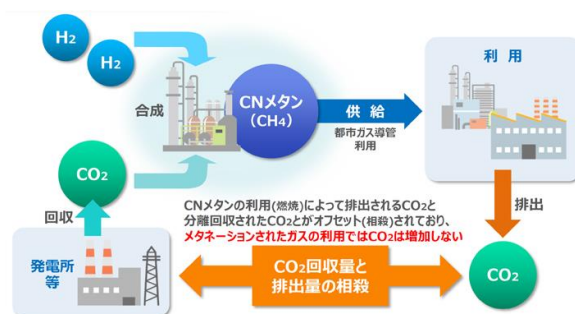 H₂
H₂
合成
CNメタン
（CH₄）
供 給
都市ガス導管
利用
利 用
CO₂
回収
発電所
等
CNメタンの利用(燃焼)によって排出されるCO₂と
分離回収されたCO₂とがオフセット(相殺)されており、
メタネーションされたガスの利用ではCO₂は増加しない
排出
CO₂回収量と
排出量の相殺
CO₂